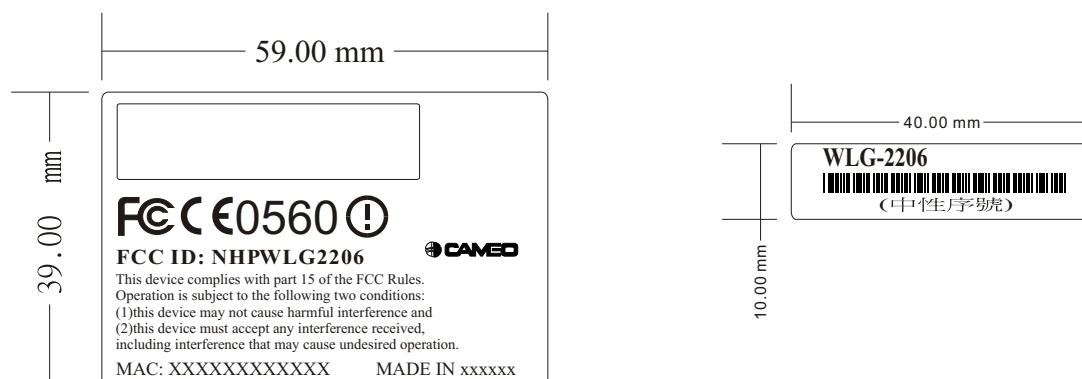 59.00 mm
39.00 mm
FCC CE0560
FCC ID: NHPWLG2206
CAMEO
This device complies with part 15 of the FCC Rules.
Operation is subject to the following two conditions:
(1)this device may not cause harmful interference and
(2)this device must accept any interference received,
including interference that may cause undesired operation.
MAC: XXXXXXXXXXXX MADE IN xxxxxx
40.00 mm
10.00 mm
WLG-2206
(中性序號)